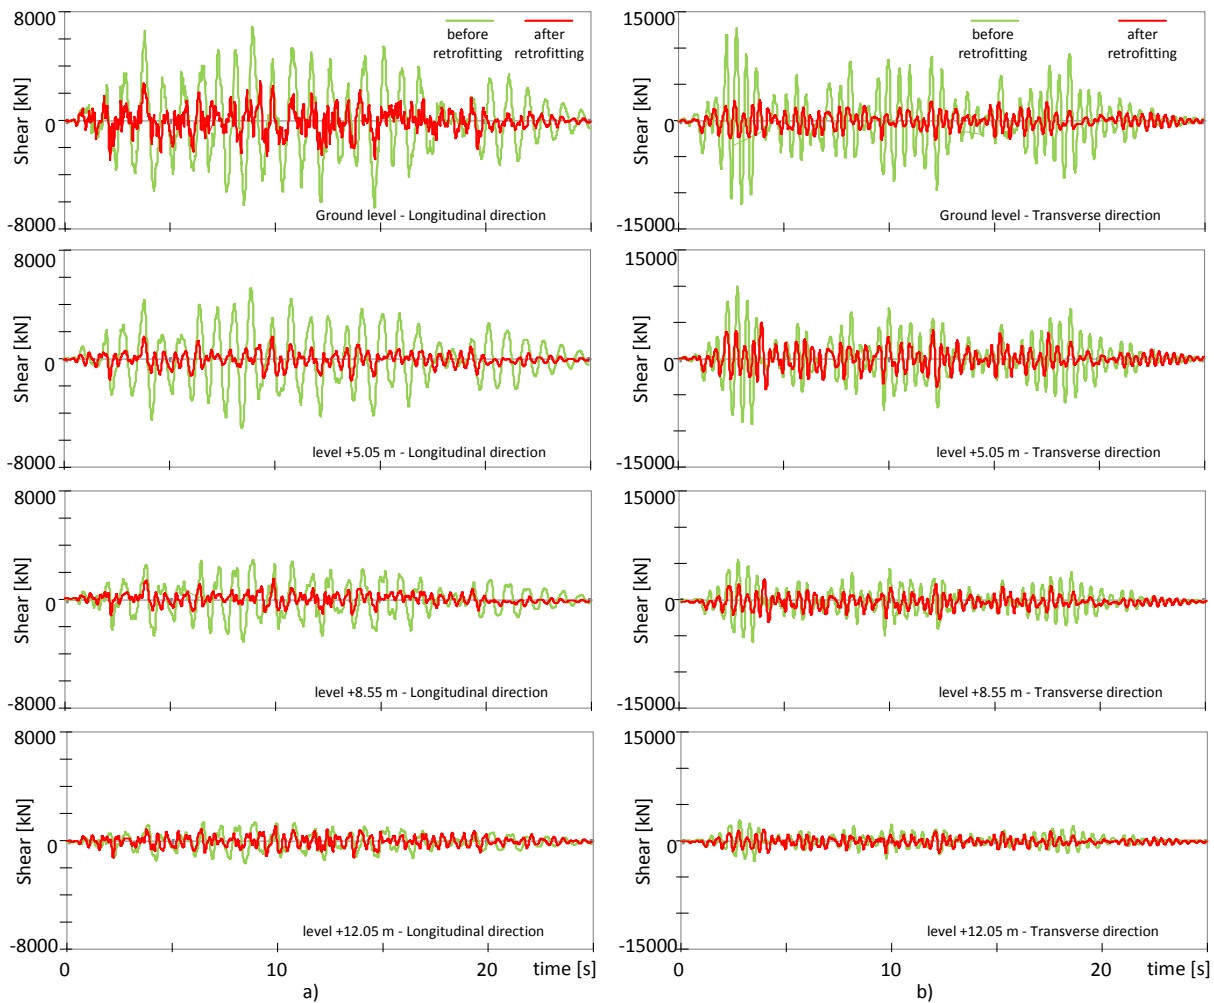 8000
Shear [kN]
0
-8000
before
retrofitting
after
retrofitting
Ground level - Longitudinal direction
15000
Shear [kN]
0
-15000
before
retrofitting
after
retrofitting
Ground level - Transverse direction
8000
Shear [kN]
0
-8000
level +5.05 m - Longitudinal direction
15000
Shear [kN]
0
-15000
level +5.05 m - Transverse direction
8000
Shear [kN]
0
-8000
level +8.55 m - Longitudinal direction
15000
Shear [kN]
0
-15000
level +8.55 m - Transverse direction
8000
Shear [kN]
0
-8000
level +12.05 m - Longitudinal direction
0 10 20 time [s]
a)
15000
Shear [kN]
0
-15000
level +12.05 m - Transverse direction
0 10 20 time [s]
b)